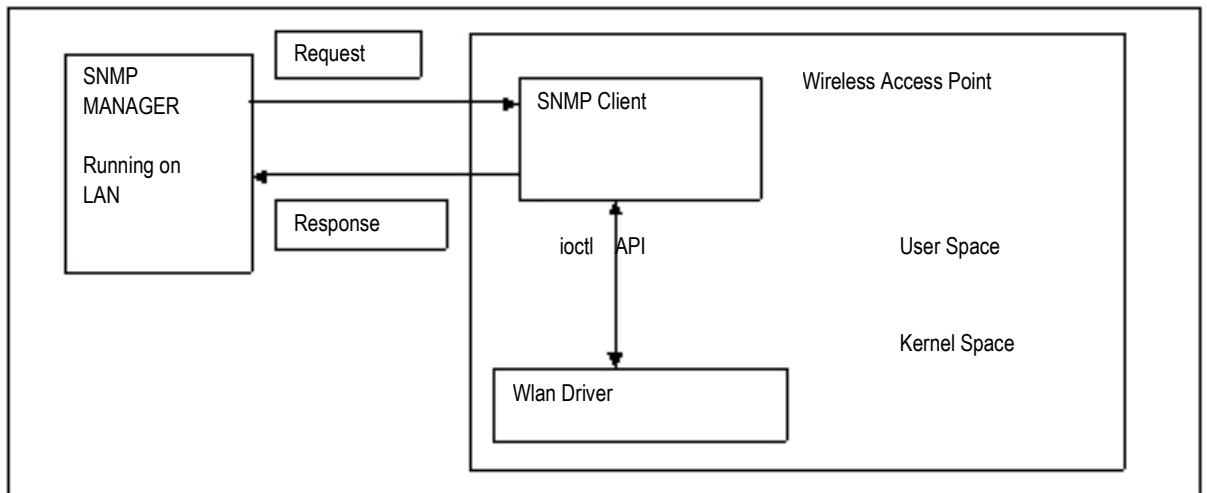 SNMP
MANAGER
Running on
LAN
Request
Response
SNMP Client
Wireless Access Point
ioctl API
User Space
Kernel Space
Wlan Driver